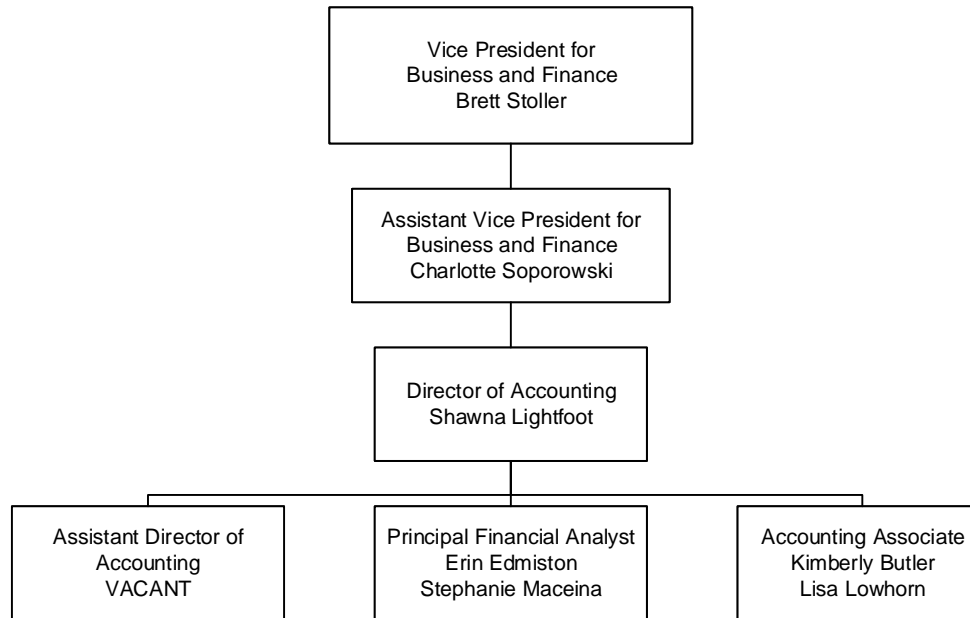 Vice President for
Business and Finance
Brett Stoller
Assistant Vice President for
Business and Finance
Charlotte Soporowski
Director of Accounting
Shawna Lightfoot
Assistant Director of
Accounting
VACANT
Principal Financial Analyst
Erin Edmiston
Stephanie Maceina
Accounting Associate
Kimberly Butler
Lisa Lowhorn